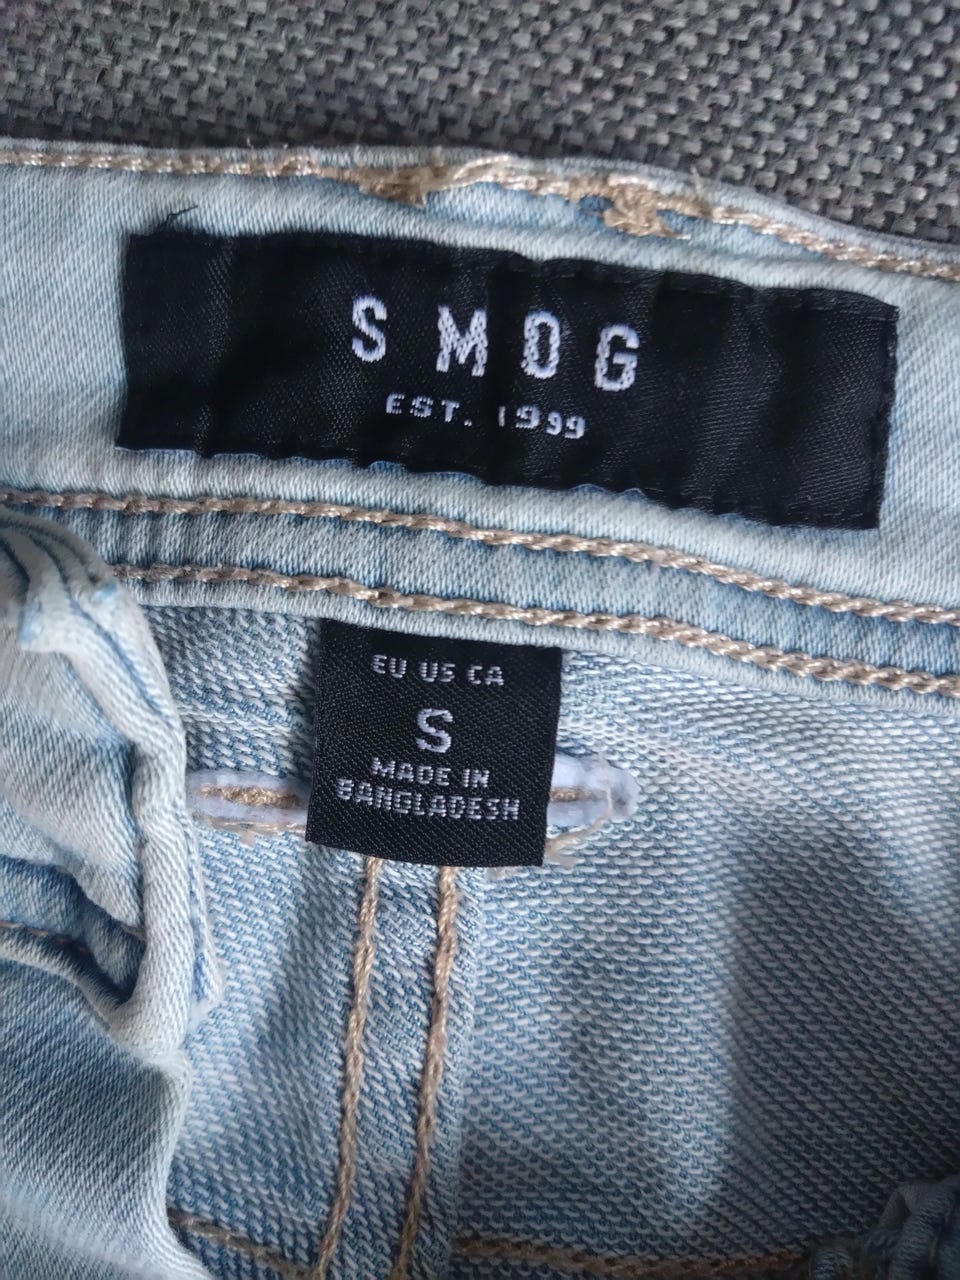 SMOG
EST. 1999
EU US CA
S
MADE IN
BANGLADESH